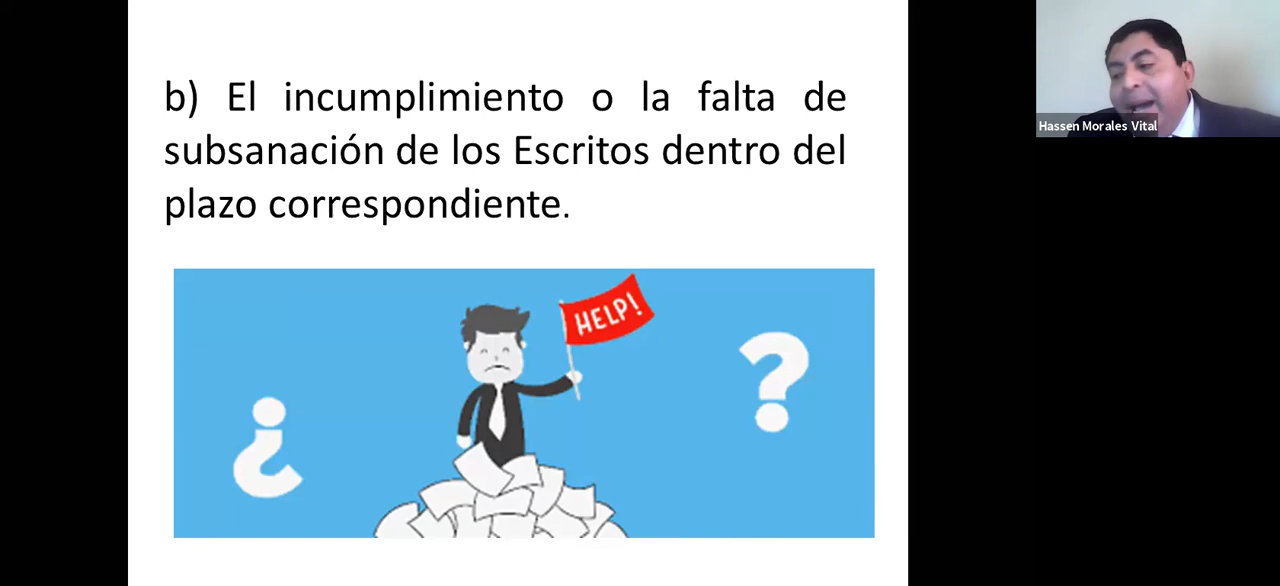 b) El incumplimiento o la falta de
subsanación de los Escritos dentro del
plazo correspondiente.
HELP!
¿
?
Hassen Morales Vital